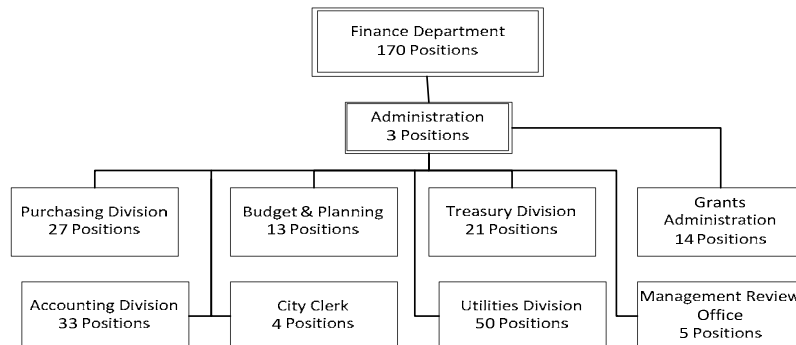 Finance Department
170 Positions
Administration
3 Positions
Purchasing Division
27 Positions
Budget & Planning
13 Positions
Treasury Division
21 Positions
Grants
Administration
14 Positions
Accounting Division
33 Positions
City Clerk
4 Positions
Utilities Division
50 Positions
Management Review
Office
5 Positions